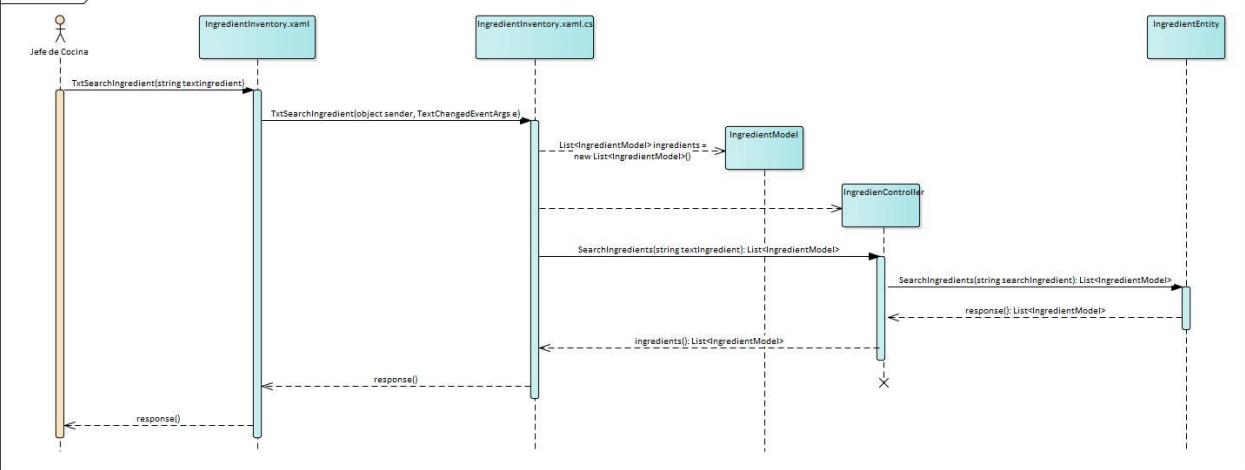 Jefe de Cocina
IngredientInventory.xaml
IngredientInventory.xaml.cs
IngredientEntity
TxtSearchIngredient(string textingredient)
TxtSearchIngredient(object sender, TextChangedEventArgs e)
IngredientModel
List<IngredientModel> ingredients =
new List<IngredientModel>()
IngredienController
SearchIngredients(string textIngredient): List<IngredientModel>
SearchIngredients(string searchIngredient): List<IngredientModel>
response(): List<IngredientModel>
ingredients(): List<IngredientModel>
response()
response()